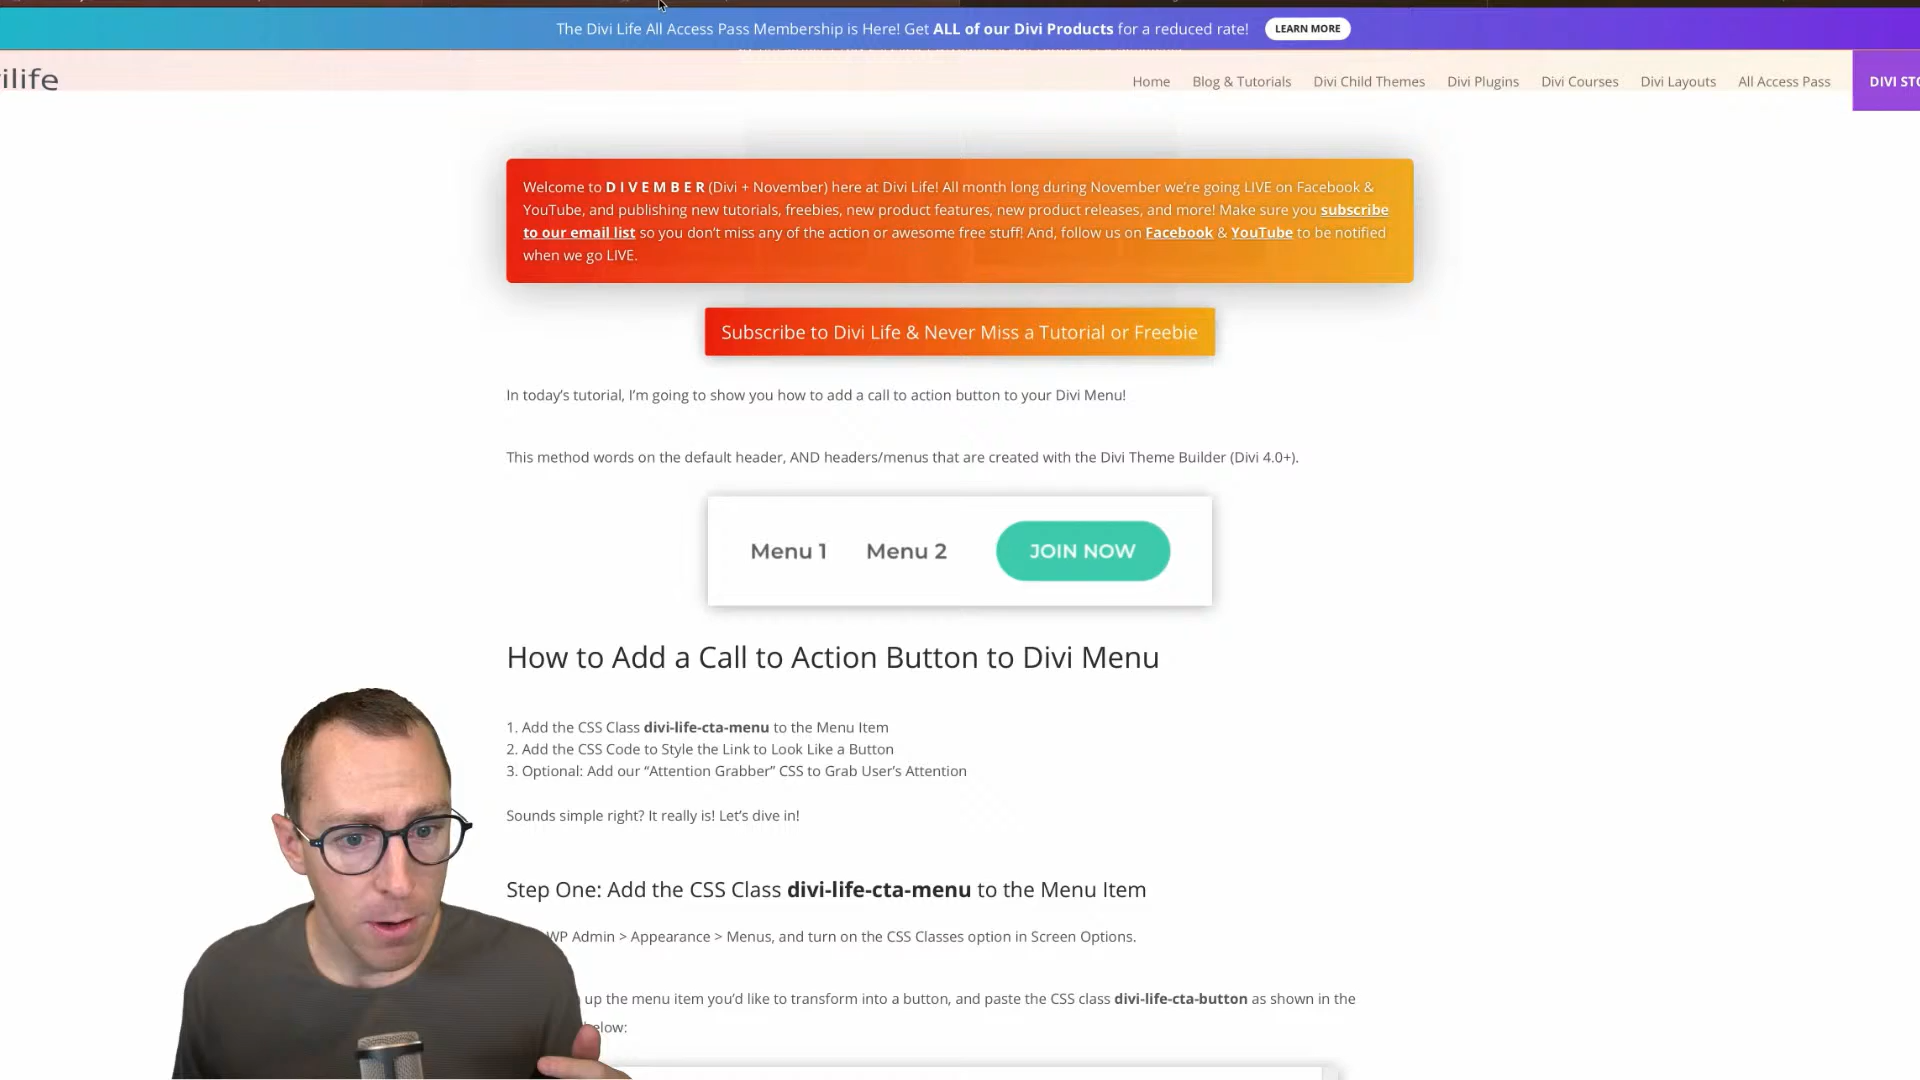 The Divi Life All Access Pass Membership is Here! Get ALL of our Divi Products for a reduced rate! LEARN MORE
ilife
Home Blog & Tutorials Divi Child Themes Divi Plugins Divi Courses Divi Layouts All Access Pass DIVI STO
Welcome to D I V E M B E R (Divi + November) here at Divi Life! All month long during November we're going LIVE on Facebook &
YouTube, and publishing new tutorials, freebies, new product features, new product releases, and more! Make sure you subscribe
to our email list so you don't miss any of the action or awesome free stuff! And, follow us on Facebook & YouTube to be notified
when we go LIVE.
Subscribe to Divi Life & Never Miss a Tutorial or Freebie
In today's tutorial, I'm going to show you how to add a call to action button to your Divi Menu!
This method words on the default header, AND headers/menus that are created with the Divi Theme Builder (Divi 4.0+).
Menu 1 Menu 2 JOIN NOW
How to Add a Call to Action Button to Divi Menu
1. Add the CSS Class divi-life-cta-menu to the Menu Item
2. Add the CSS Code to Style the Link to Look Like a Button
3. Optional: Add our “Attention Grabber” CSS to Grab User's Attention
Sounds simple right? It really is! Let's dive in!
Step One: Add the CSS Class divi-life-cta-menu to the Menu Item
WP Admin > Appearance > Menus, and turn on the CSS Classes option in Screen Options.
up the menu item you'd like to transform into a button, and paste the CSS class divi-life-cta-button as shown in the
below: